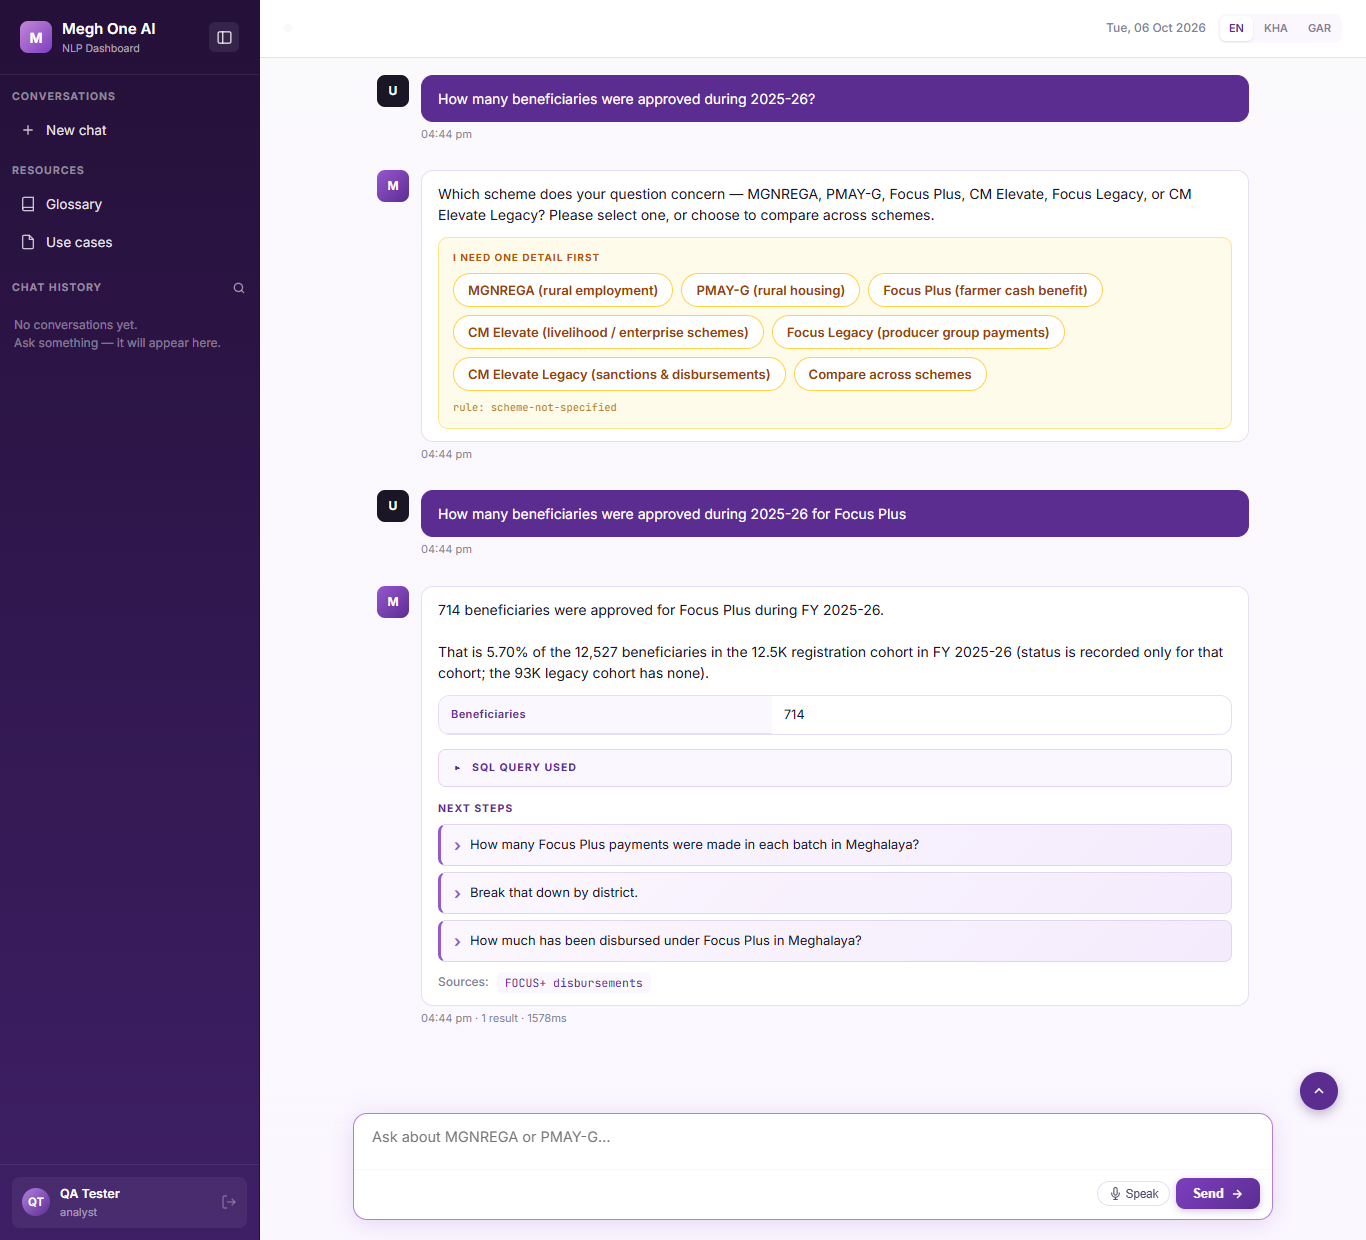 M
Megh One AI
NLP Dashboard
CONVERSATIONS
New chat
RESOURCES
Glossary
Use cases
CHAT HISTORY
No conversations yet.
Ask something — it will appear here.
QT
QA Tester
analyst
Tue, 06 Oct 2026
EN
KHA
GAR
U
How many beneficiaries were approved during 2025-26?
04:44 pm
M
Which scheme does your question concern — MGNREGA, PMAY-G, Focus Plus, CM Elevate, Focus Legacy, or CM
Elevate Legacy? Please select one, or choose to compare across schemes.
I NEED ONE DETAIL FIRST
MGNREGA (rural employment)
PMAY-G (rural housing)
Focus Plus (farmer cash benefit)
CM Elevate (livelihood / enterprise schemes)
Focus Legacy (producer group payments)
CM Elevate Legacy (sanctions & disbursements)
Compare across schemes
rule: scheme-not-specified
04:44 pm
U
How many beneficiaries were approved during 2025-26 for Focus Plus
04:44 pm
M
714 beneficiaries were approved for Focus Plus during FY 2025-26.
That is 5.70% of the 12,527 beneficiaries in the 12.5K registration cohort in FY 2025-26 (status is recorded only for that
cohort; the 93K legacy cohort has none).
Beneficiaries
714
SQL QUERY USED
NEXT STEPS
How many Focus Plus payments were made in each batch in Meghalaya?
Break that down by district.
How much has been disbursed under Focus Plus in Meghalaya?
Sources: FOCUS+ disbursements
04:44 pm · 1 result · 1578ms
Ask about MGNREGA or PMAY-G...
Speak
Send →